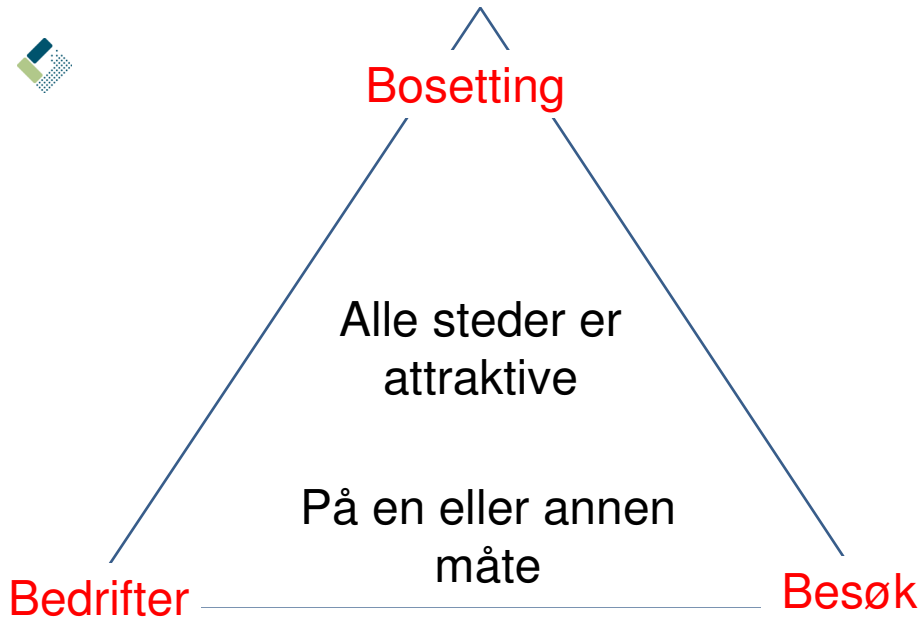 Bosetting
Alle steder er
attraktive
På en eller annen
måte
Bedrifter
Besøk